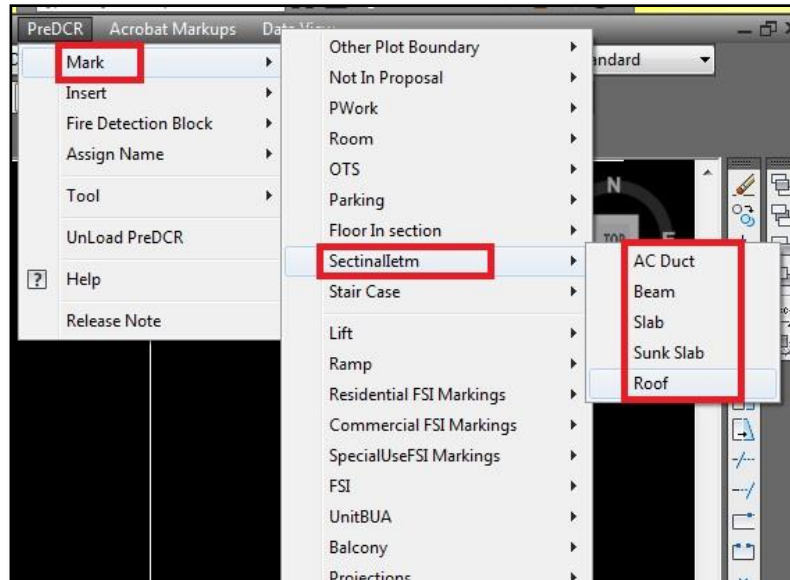 PreDCR Acrobat Markups
Mark
Insert
Fire Detection Block
Assign Name
Tool
UnLoad PreDCR
? Help
Release Note
Other Plot Boundary
Not In Proposal
PWork
Room
OTS
Parking
Floor In section
SectinalIetm
Stair Case
Lift
Ramp
Residential FSI Markings
Commercial FSI Markings
SpecialUseFSI Markings
FSI
UnitBUA
Balcony
Projections
AC Duct
Beam
Slab
Sunk Slab
Roof
andard
N
TOP